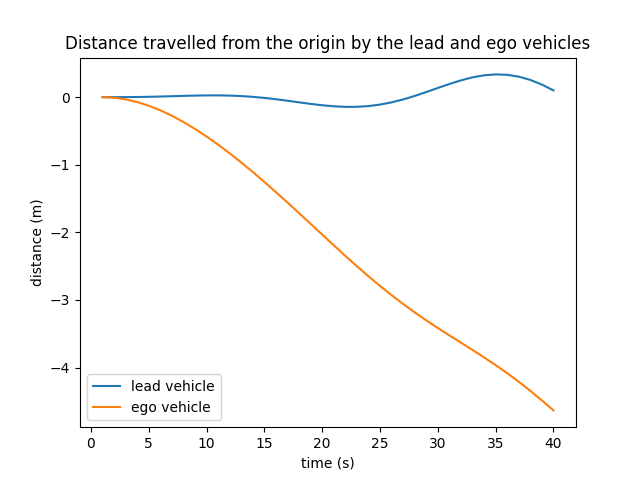 Distance travelled from the origin by the lead and ego vehicles
distance (m)
0
−1
−2
−3
−4
lead vehicle
ego vehicle
0 5 10 15 20 25 30 35 40
time (s)